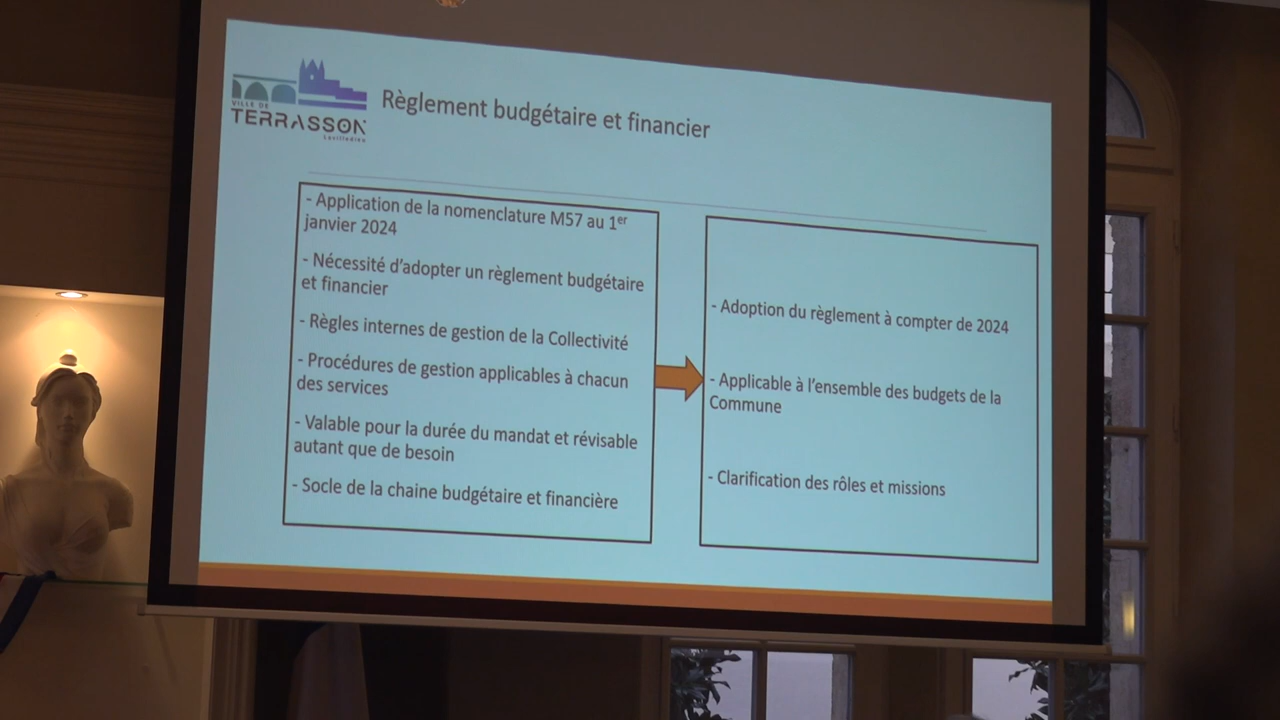 VILLE DE
TERRASSON
Lavilledieu
Règlement budgétaire et financier
- Application de la nomenclature M57 au 1er
janvier 2024
- Nécessité d'adopter un règlement budgétaire
et financier
- Règles internes de gestion de la Collectivité
- Procédures de gestion applicables à chacun
des services
- Valable pour la durée du mandat et révisable
autant que de besoin
- Socle de la chaine budgétaire et financière
- Adoption du règlement à compter de 2024
- Applicable à l'ensemble des budgets de la
Commune
- Clarification des rôles et missions